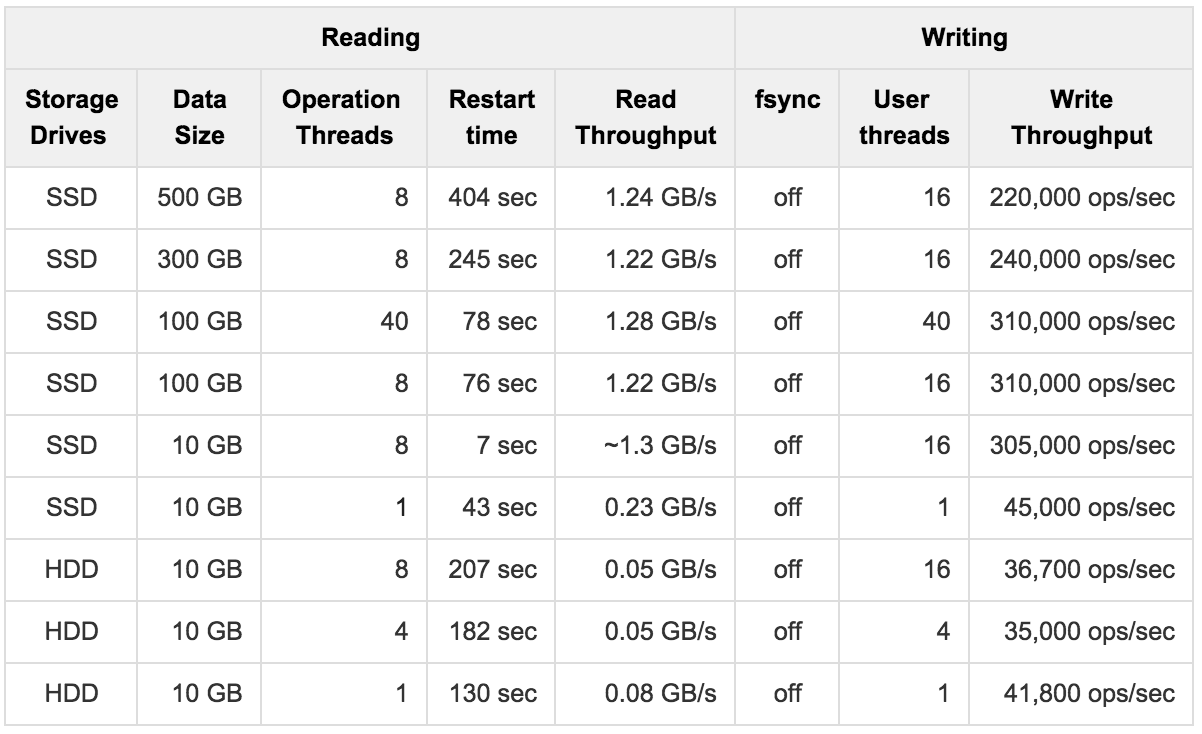 Reading Writing
Storage Drives Data Size Operation Threads Restart time Read Throughput fsync User threads Write Throughput
SSD 500 GB 8 404 sec 1.24 GB/s off 16 220,000 ops/sec
SSD 300 GB 8 245 sec 1.22 GB/s off 16 240,000 ops/sec
SSD 100 GB 40 78 sec 1.28 GB/s off 40 310,000 ops/sec
SSD 100 GB 8 76 sec 1.22 GB/s off 16 310,000 ops/sec
SSD 10 GB 8 7 sec ~1.3 GB/s off 16 305,000 ops/sec
SSD 10 GB 1 43 sec 0.23 GB/s off 1 45,000 ops/sec
HDD 10 GB 8 207 sec 0.05 GB/s off 16 36,700 ops/sec
HDD 10 GB 4 182 sec 0.05 GB/s off 4 35,000 ops/sec
HDD 10 GB 1 130 sec 0.08 GB/s off 1 41,800 ops/sec